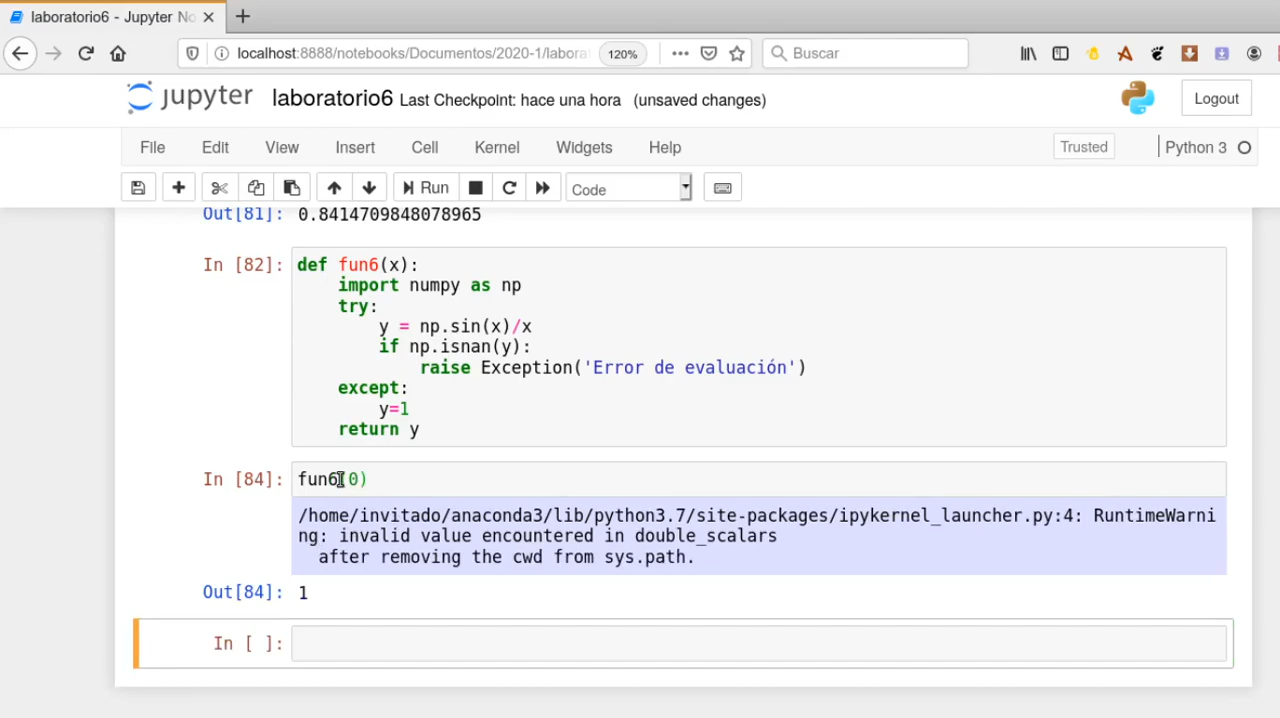 laboratorio6 - Jupyter No
localhost:8888/notebooks/Documentos/2020-1/labora
120%
Buscar
jupyter
laboratorio6 Last Checkpoint: hace una hora (unsaved changes)
Logout
File Edit View Insert Cell Kernel Widgets Help
Trusted
Python 3
Run
Code
Out[81]: 0.8414709848078965
In [82]: def fun6(x):
    import numpy as np
    try:
        y = np.sin(x)/x
        if np.isnan(y):
            raise Exception('Error de evaluación')
    except:
        y=1
    return y
In [84]: fun6(0)
/home/invitado/anaconda3/lib/python3.7/site-packages/ipykernel_launcher.py:4: RuntimeWarni
ng: invalid value encountered in double_scalars
  after removing the cwd from sys.path.
Out[84]: 1
In [ ]: